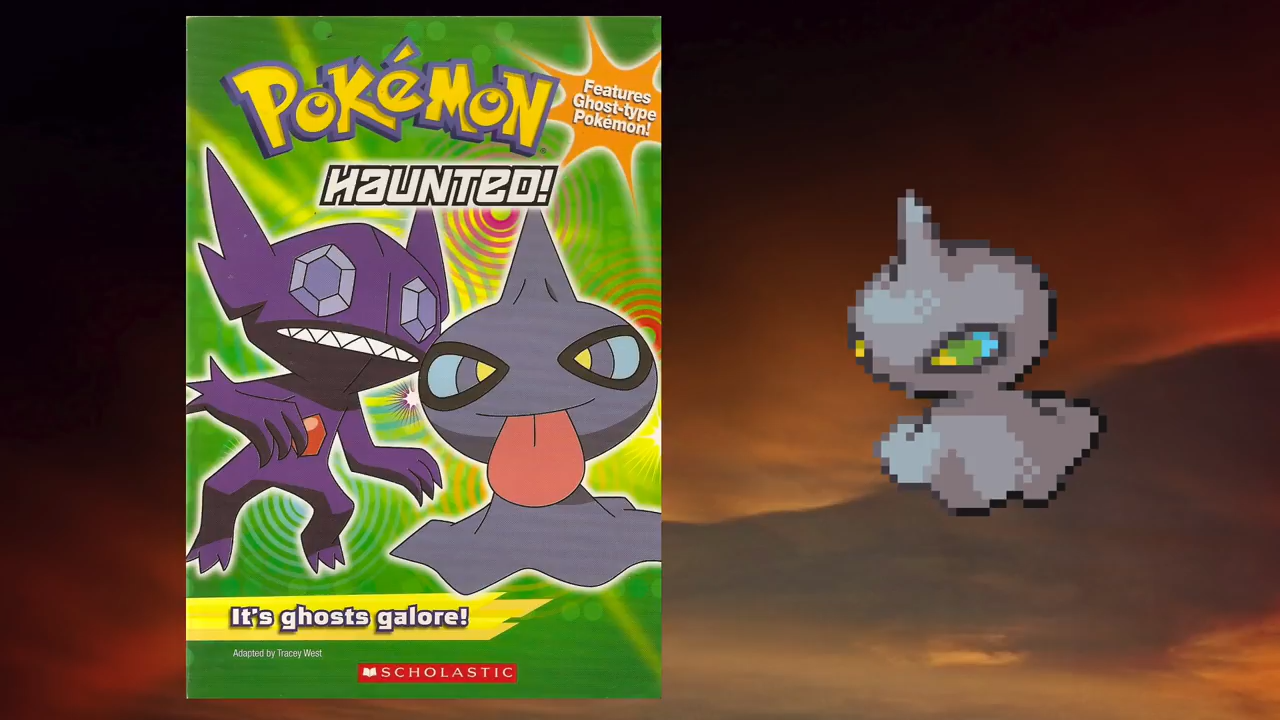 POKéMON
HAUNTED!
Features
Ghost-type
Pokémon!
It's ghosts galore!
Adapted by Tracey West
SCHOLASTIC